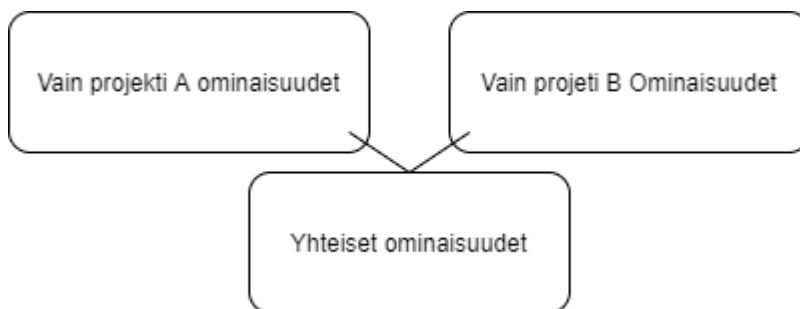 Vain projekti A ominaisuudet
Vain projeti B Ominaisuudet
Yhteiset ominaisuudet